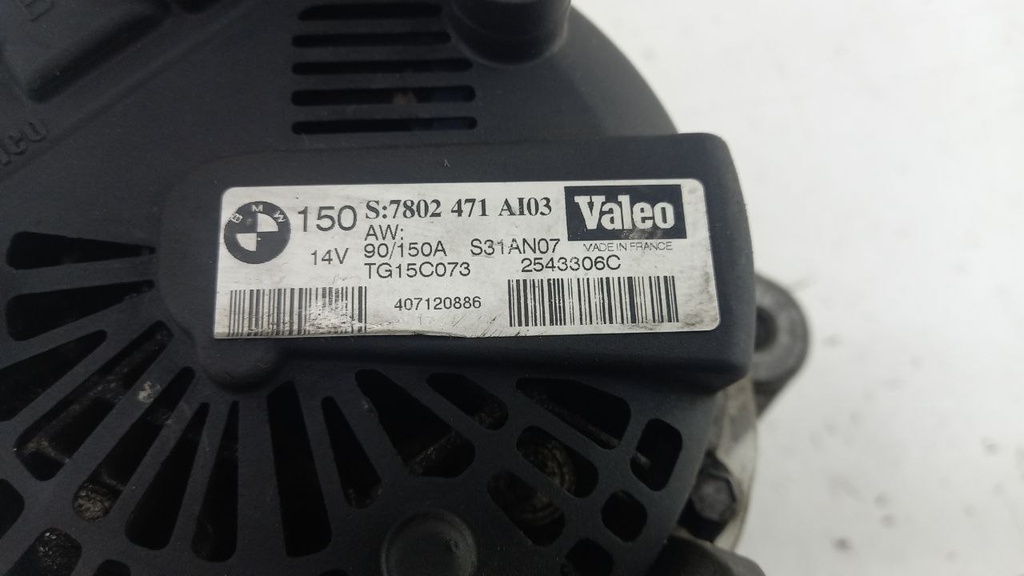 BMW
150 S:7802 471 AI03 Valeo
AW: MADE IN FRANCE
14V 90/150A S31AN07
TG15C073 2543306C
407120886